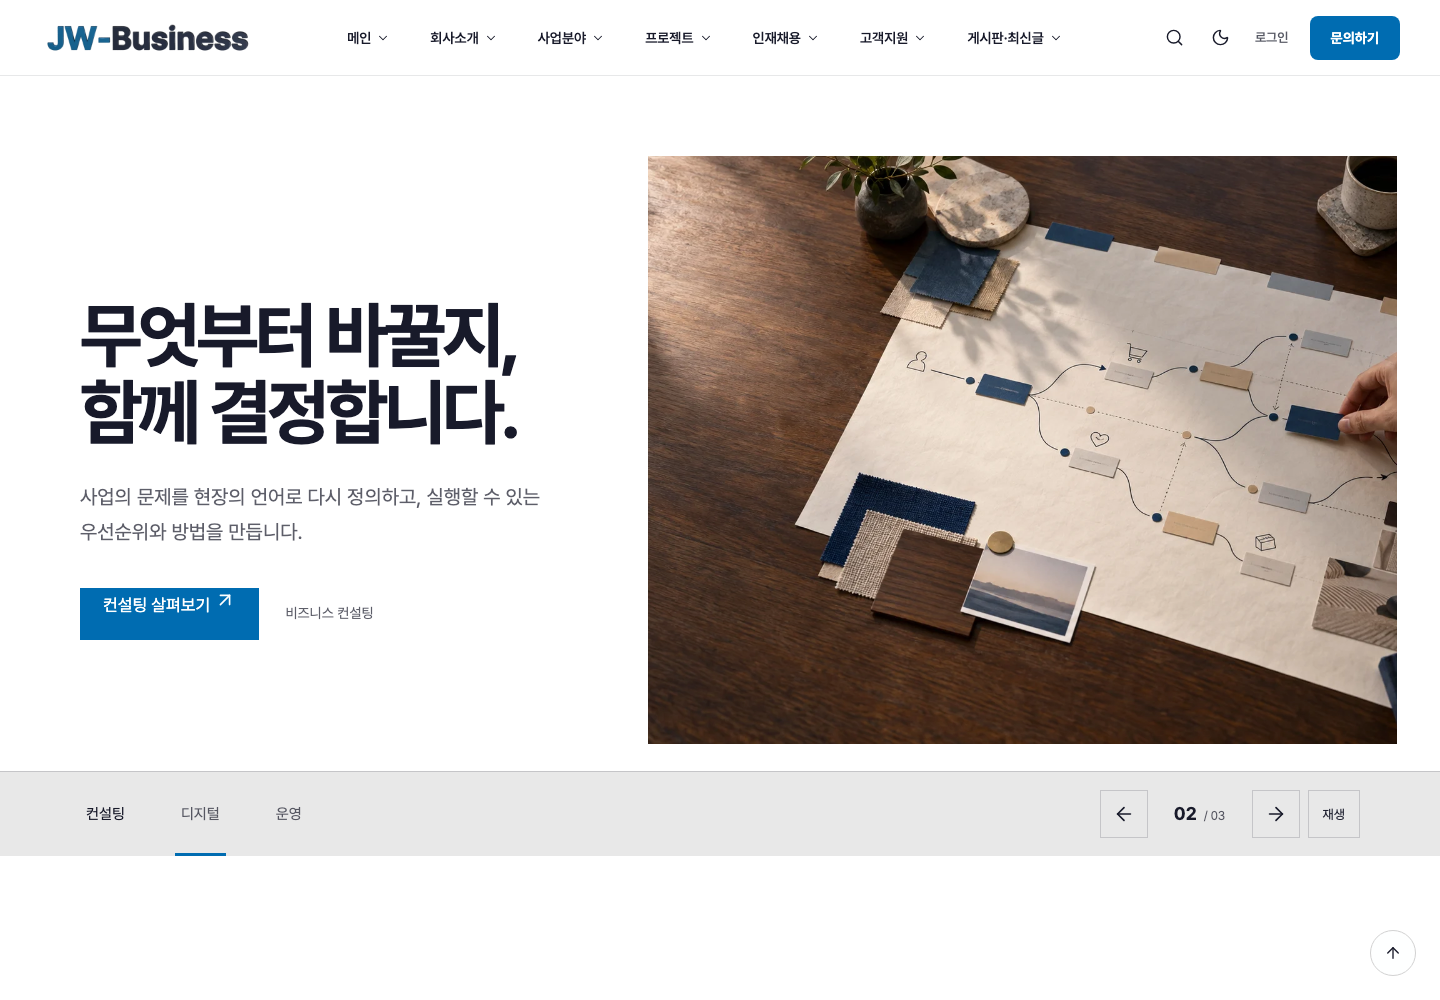 JW-Business
메인
회사소개
사업분야
프로젝트
인재채용
고객지원
게시판·최신글
로그인
문의하기
무엇부터 바꿀지,
함께 결정합니다.
사업의 문제를 현장의 언어로 다시 정의하고, 실행할 수 있는
우선순위와 방법을 만듭니다.
컨설팅 살펴보기
비즈니스 컨설팅
컨설팅
디지털
운영
02 / 03
재생